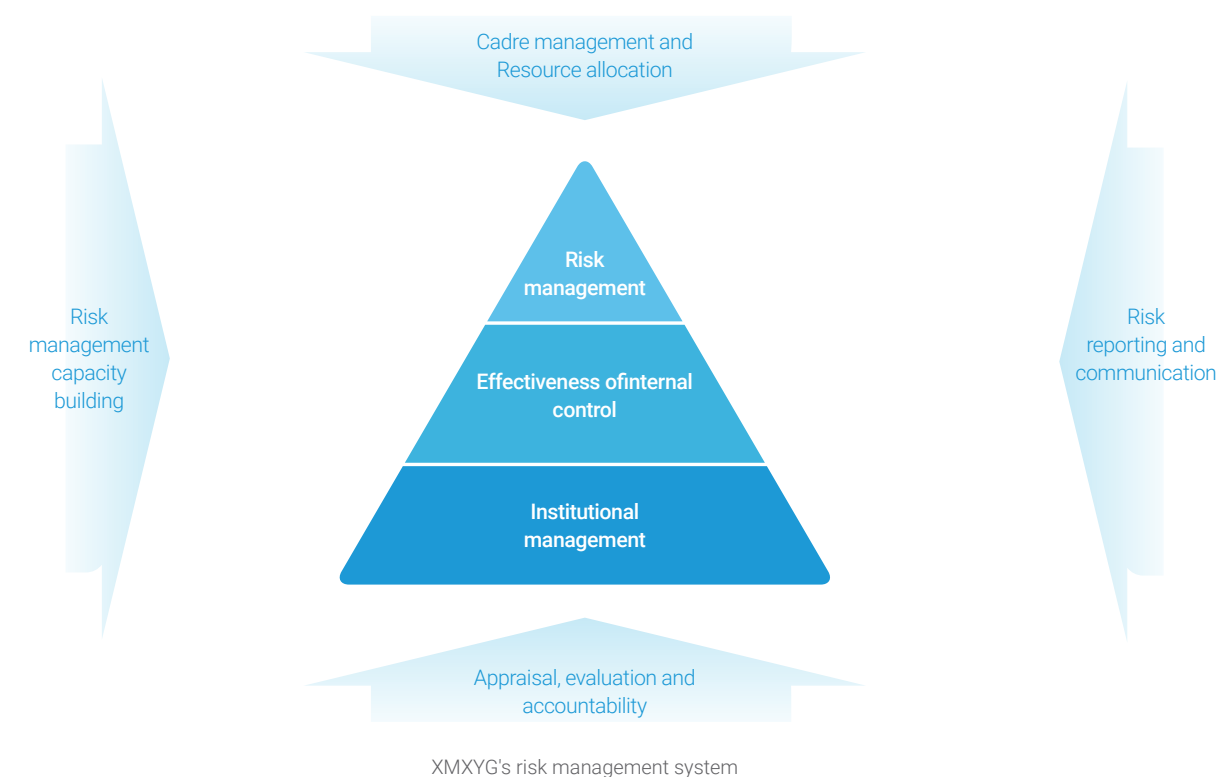 Cadre management and
Resource allocation
Risk
management
capacity
building
Risk
management
Effectiveness ofinternal
control
Institutional
management
Risk
reporting and
communication
Appraisal, evaluation and
accountability
XMXYG's risk management system